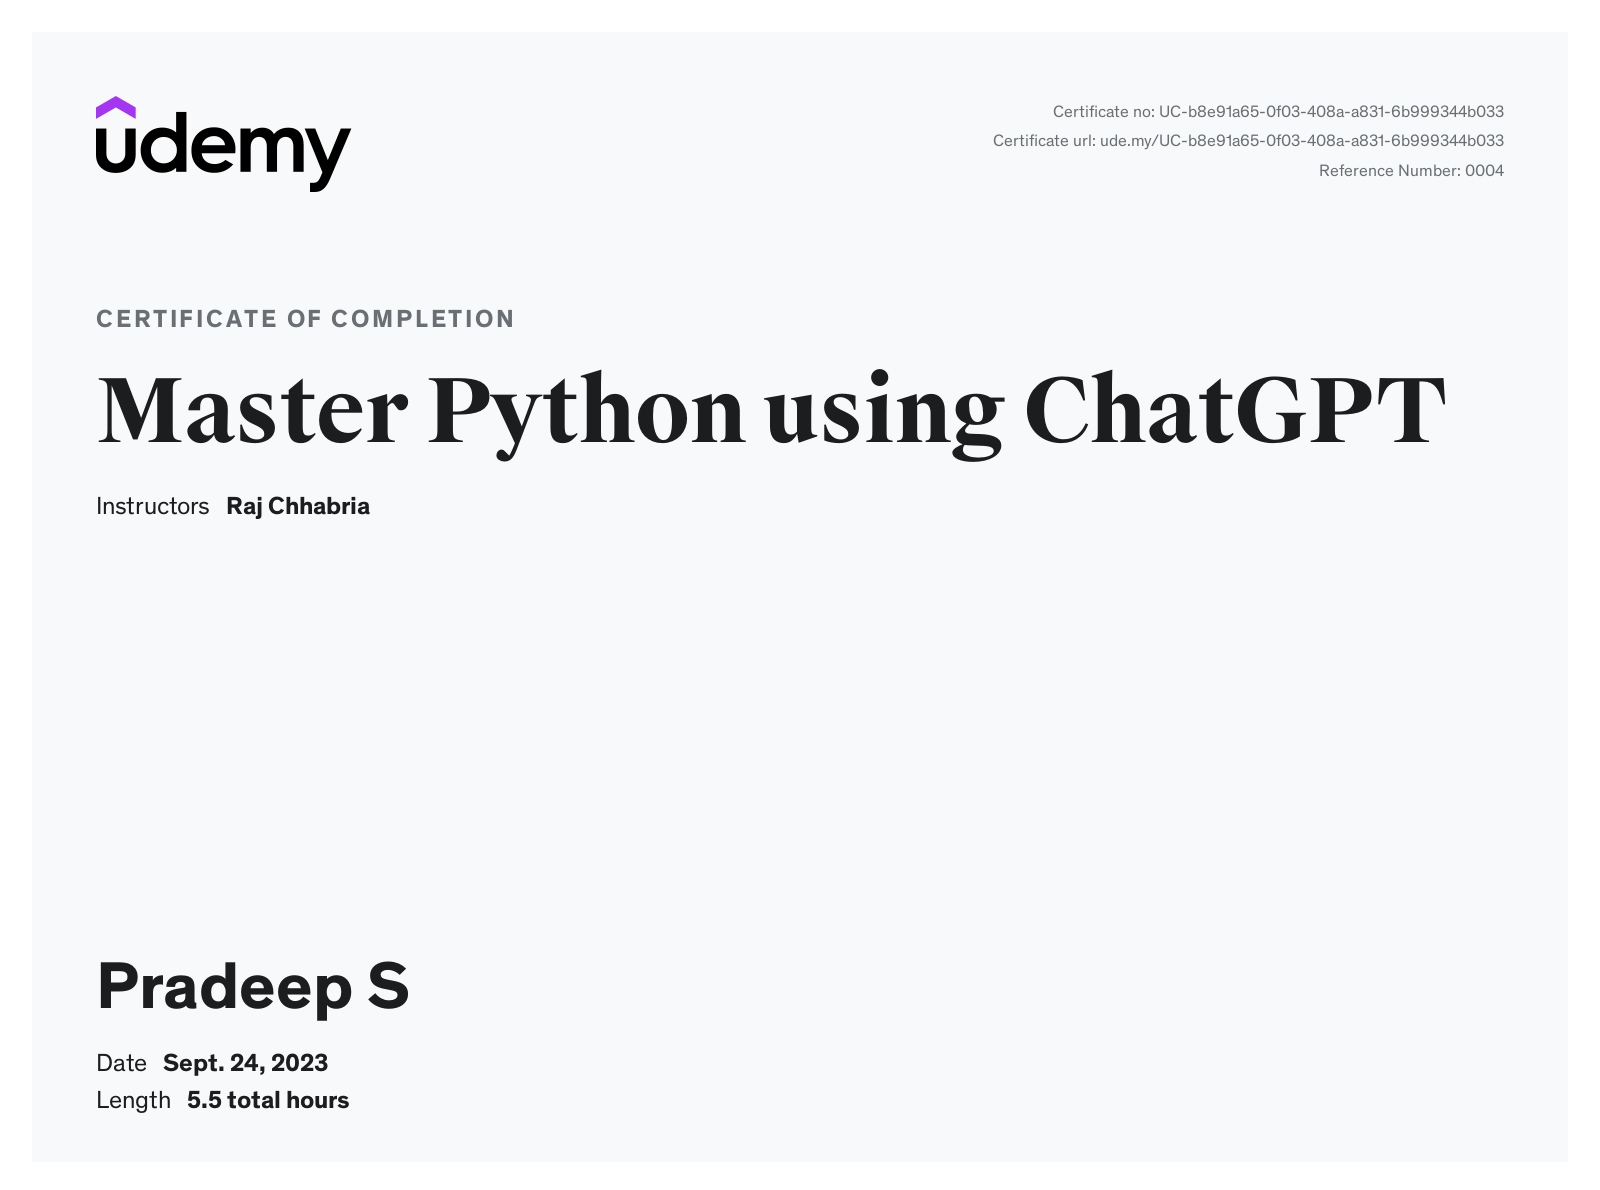 udemy
Certificate no: UC-b8e91a65-0f03-408a-a831-6b999344b033
Certificate url: ude.my/UC-b8e91a65-0f03-408a-a831-6b999344b033
Reference Number: 0004
CERTIFICATE OF COMPLETION
Master Python using ChatGPT
Instructors Raj Chhabria
Pradeep S
Date Sept. 24, 2023
Length 5.5 total hours